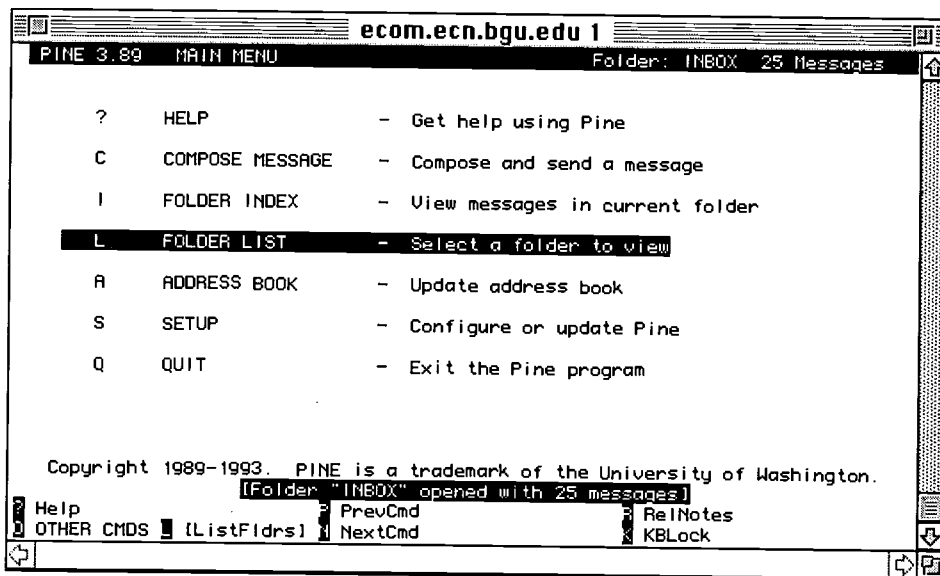 ecom.ecn.bgu.edu 1
PINE 3.89 MAIN MENU Folder: INBOX 25 Messages
? HELP - Get help using Pine
C COMPOSE MESSAGE - Compose and send a message
I FOLDER INDEX - View messages in current folder
L FOLDER LIST - Select a folder to view
A ADDRESS BOOK - Update address book
S SETUP - Configure or update Pine
Q QUIT - Exit the Pine program
Copyright 1989-1993. PINE is a trademark of the University of Washington.
[Folder "INBOX" opened with 25 messages]
? Help P PrevCmd R RelNotes
O OTHER CMDS L [ListFldrs] N NextCmd K KBLock